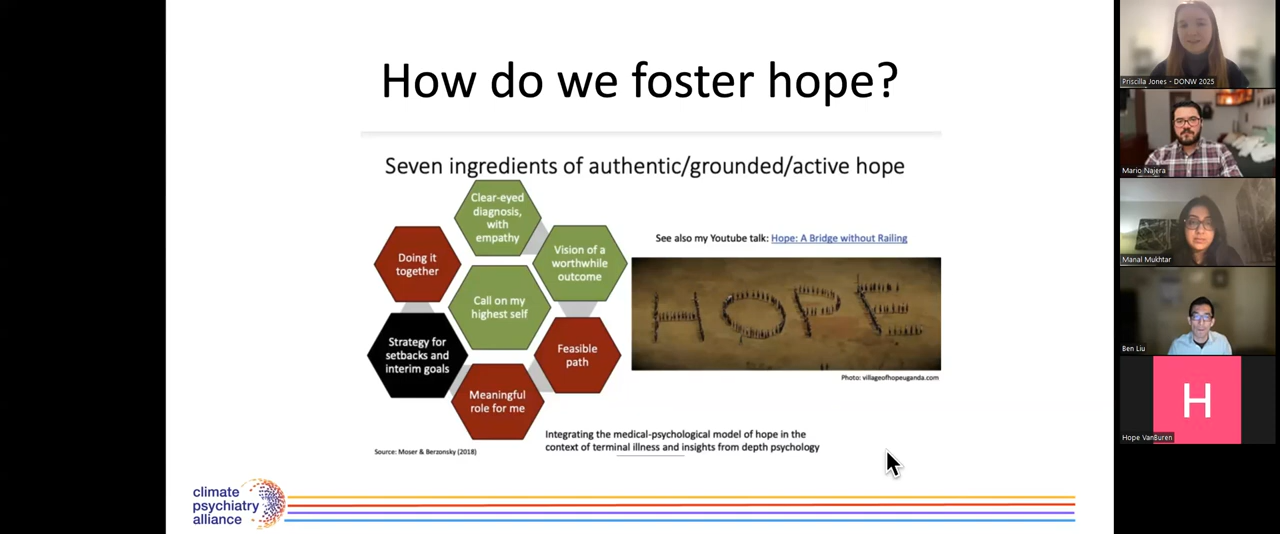 How do we foster hope?
Seven ingredients of authentic/grounded/active hope
Clear-eyed
diagnosis,
with
empathy
Vision of a
worthwhile
outcome
Doing it
together
Call on my
highest self
Strategy for
setbacks and
interim goals
Feasible
path
Meaningful
role for me
See also my Youtube talk: Hope: A Bridge without Railing
HOPE
Photo: villageofhopeuganda.com
Integrating the medical-psychological model of hope in the
context of terminal illness and insights from depth psychology
Source: Moser & Berzonsky (2018)
climate
psychiatry
alliance
Priscilla Jones - DONW 2025
Mario Najera
Manal Mukhtar
Ben Liu
H
Hope VanBuren